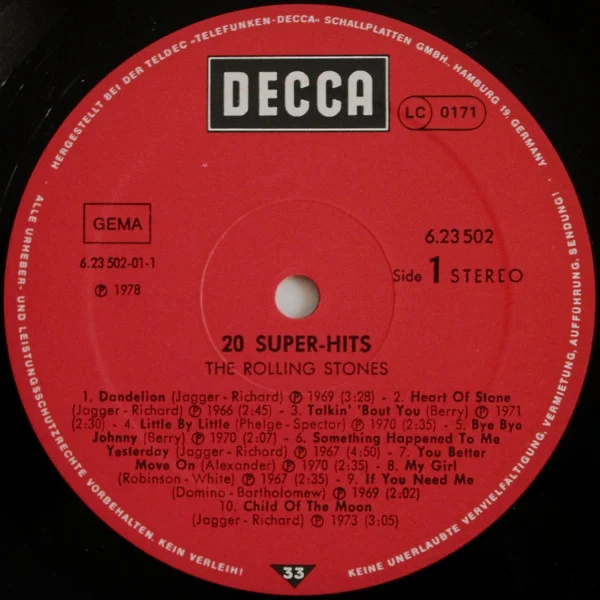 HERGESTELLT BEI DER TELDEC »TELEFUNKEN-DECCA« SCHALLPLATTEN GMBH., HAMBURG 19, GERMANY ·
DECCA
LC 0171
GEMA
6.23 502-01-1
℗ 1978
6.23 502
Side 1 STEREO
20 SUPER-HITS
THE ROLLING STONES
1. Dandelion (Jagger - Richard) ℗ 1969 (3:28) - 2. Heart Of Stone
(Jagger - Richard) ℗ 1966 (2:45) - 3. Talkin' 'Bout You (Berry) ℗ 1971
(2:30) - 4. Little By Little (Phelge - Spector) ℗ 1970 (2:35) - 5. Bye Bye
Johnny (Berry) ℗ 1970 (2:07) - 6. Something Happened To Me
Yesterday (Jagger - Richard) ℗ 1967 (4:50) - 7. You Better
Move On (Alexander) ℗ 1970 (2:35) - 8. My Girl
(Robinson - White) ℗ 1967 (2:35) - 9. If You Need Me
(Domino - Bartholomew) ℗ 1969 (2:02)
10. Child Of The Moon
(Jagger - Richard) ℗ 1973 (3:05)
33
ALLE URHEBER- UND LEISTUNGSSCHUTZRECHTE VORBEHALTEN. KEIN VERLEIH!
KEINE UNERLAUBTE VERVIELFÄLTIGUNG, VERMIETUNG, AUFFÜHRUNG, SENDUNG!